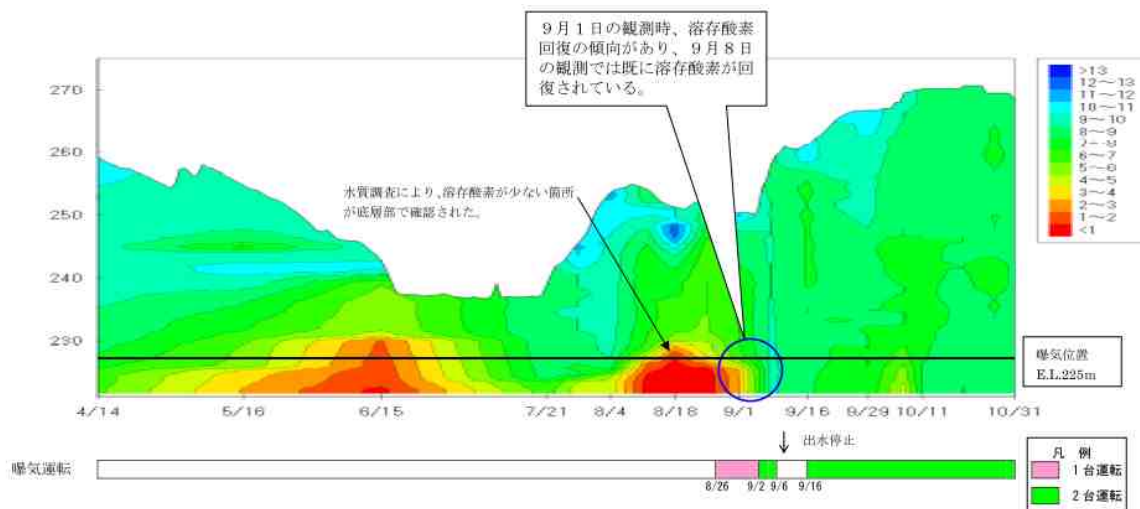 ９月１日の観測時、溶存酸素
回復の傾向があり、９月８日
の観測では既に溶存酸素が回
復されている。
水質調査により、溶存酸素が少ない箇所
が底層部で確認された。
270
260
250
240
290
>13
12～13
11～12
10～11
9～10
8～9
7～8
6～7
5～6
4～5
3～4
2～3
1～2
<1
曝気位置
E.L.225m
4/14 5/16 6/15 7/21 8/4 8/18 9/1 9/16 9/29 10/11 10/31
出水停止
曝気運転
8/26 9/2 9/6 9/16
凡 例
１台運転
２台運転